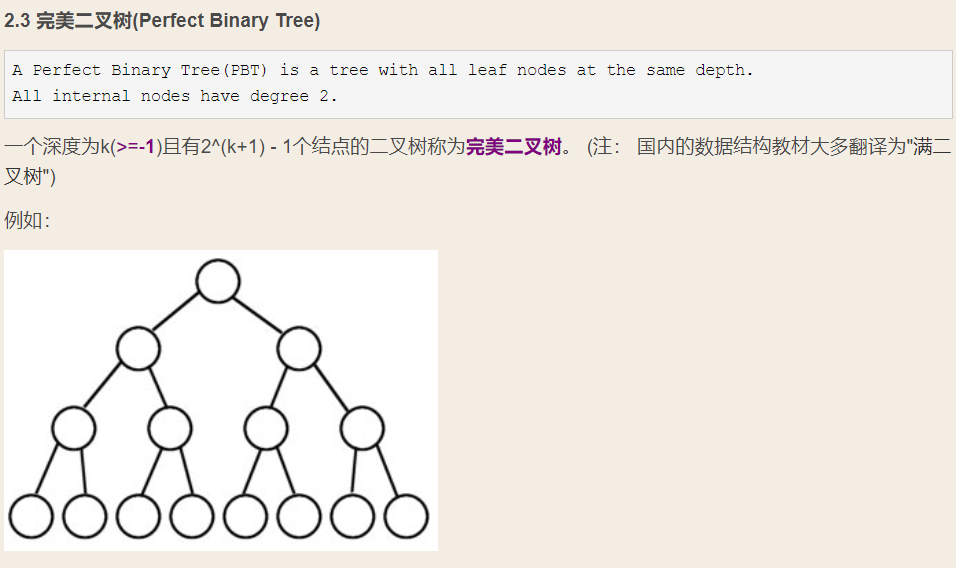 2.3 完美二叉树(Perfect Binary Tree)
A Perfect Binary Tree(PBT) is a tree with all leaf nodes at the same depth.
All internal nodes have degree 2.
一个深度为k(>=-1)且有2^(k+1) - 1个结点的二叉树称为完美二叉树。 (注： 国内的数据结构教材大多翻译为"满二
叉树")
例如：